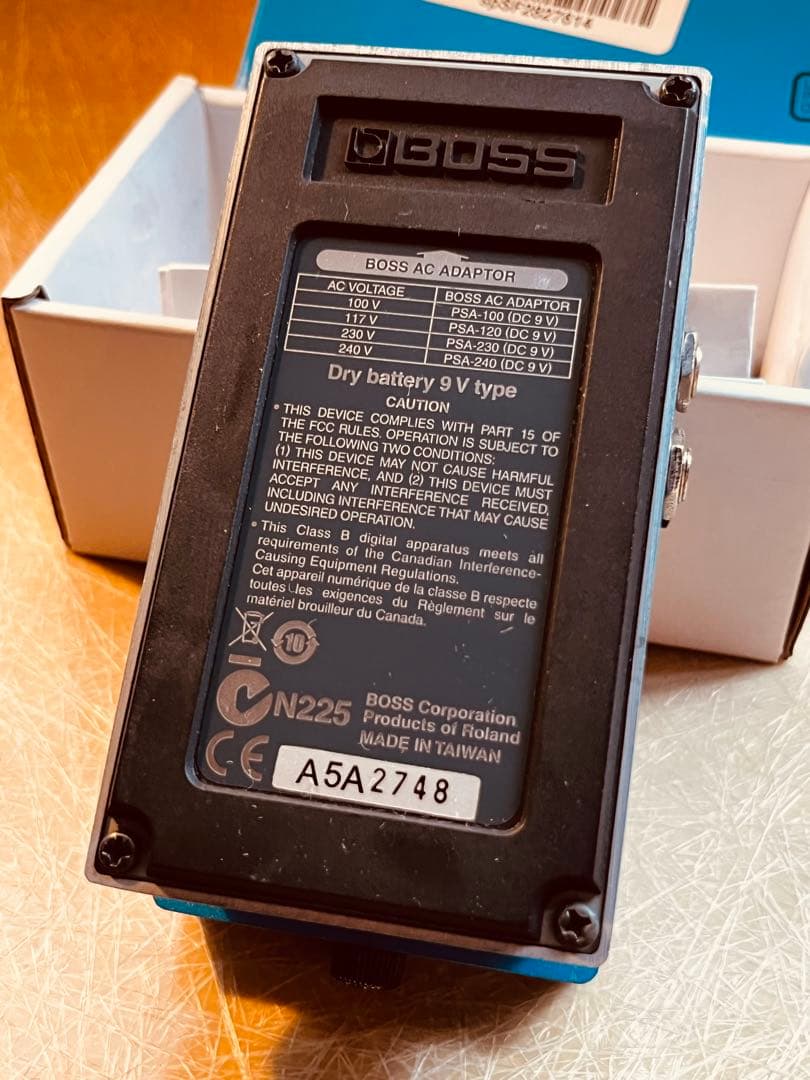 BOSS
BOSS AC ADAPTOR
AC VOLTAGE BOSS AC ADAPTOR
100 V PSA-100 (DC 9 V)
117 V PSA-120 (DC 9 V)
230 V PSA-230 (DC 9 V)
240 V PSA-240 (DC 9 V)
Dry battery 9 V type
CAUTION
• THIS DEVICE COMPLIES WITH PART 15 OF
THE FCC RULES. OPERATION IS SUBJECT TO
THE FOLLOWING TWO CONDITIONS:
(1) THIS DEVICE MAY NOT CAUSE HARMFUL
INTERFERENCE, AND (2) THIS DEVICE MUST
ACCEPT ANY INTERFERENCE RECEIVED,
INCLUDING INTERFERENCE THAT MAY CAUSE
UNDESIRED OPERATION.
• This Class B digital apparatus meets all
requirements of the Canadian Interference-
Causing Equipment Regulations.
Cet appareil numérique de la classe B respecte
toutes les exigences du Règlement sur le
matériel brouilleur du Canada.
10
N225
BOSS Corporation
Products of Roland
MADE IN TAIWAN
CE
A5A2748